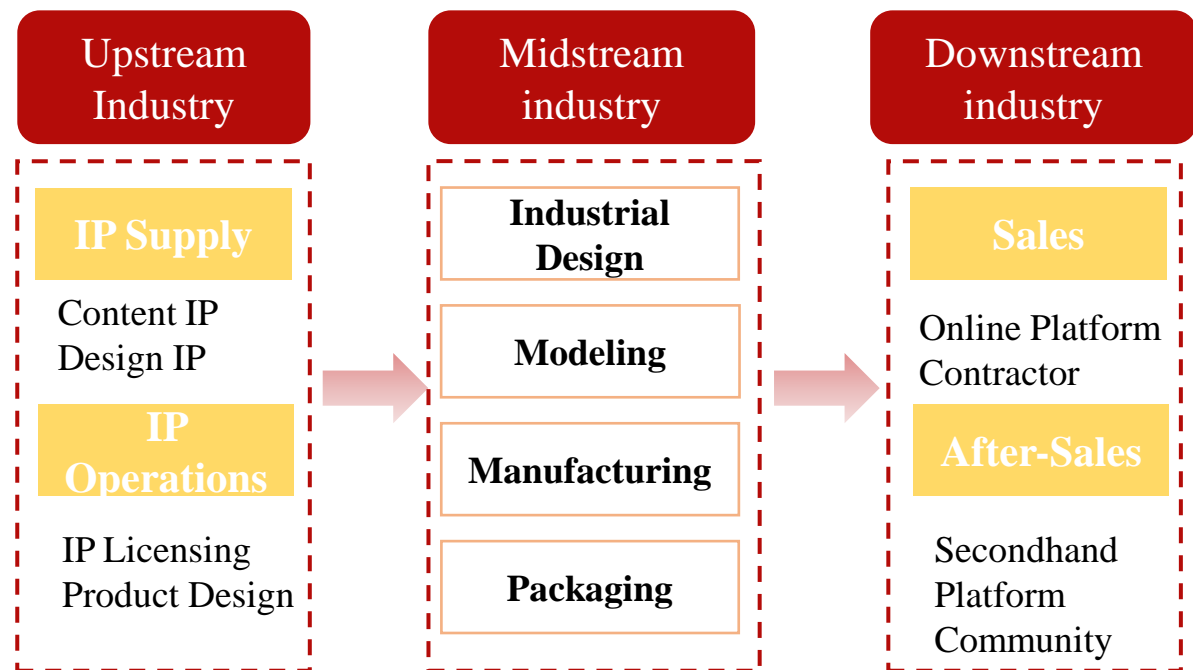 Upstream
Industry
IP Supply
Content IP
Design IP
IP
Operations
IP Licensing
Product Design
Midstream
industry
Industrial
Design
Modeling
Manufacturing
Packaging
Downstream
industry
Sales
Online Platform
Contractor
After-Sales
Secondhand
Platform
Community